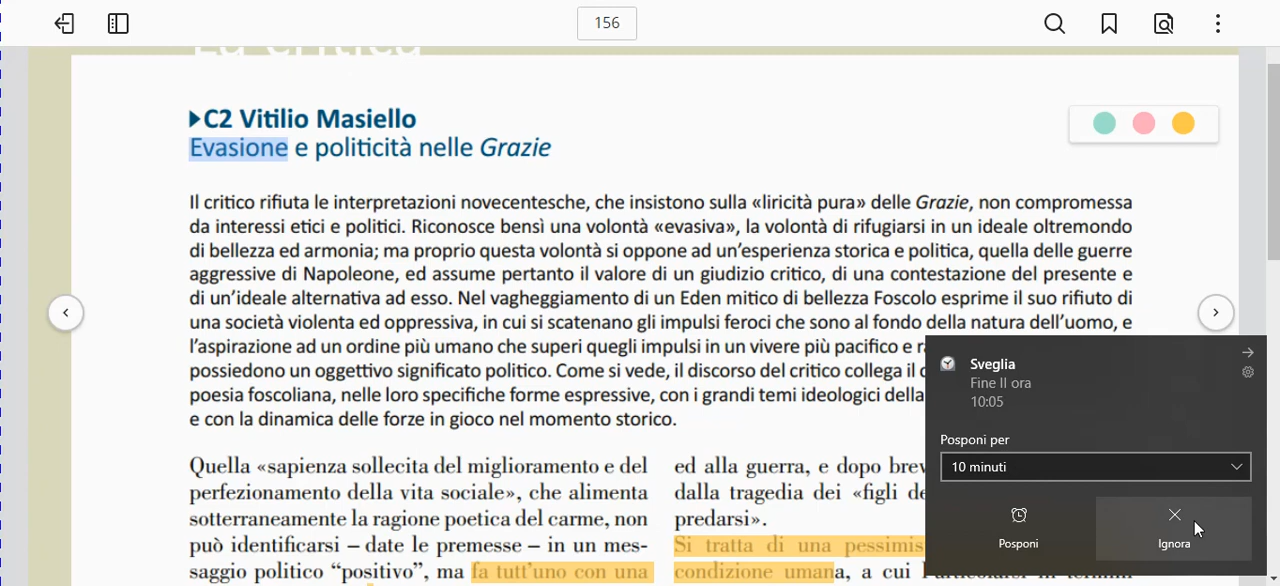 156
La critica
C2 Vitilio Masiello
Evasione e politicità nelle Grazie
Il critico rifiuta le interpretazioni novecentesche, che insistono sulla «liricità pura» delle Grazie, non compromessa
da interessi etici e politici. Riconosce bensì una volontà «evasiva», la volontà di rifugiarsi in un ideale oltremondo
di bellezza ed armonia; ma proprio questa volontà si oppone ad un'esperienza storica e politica, quella delle guerre
aggressive di Napoleone, ed assume pertanto il valore di un giudizio critico, di una contestazione del presente e
di un'ideale alternativa ad esso. Nel vagheggiamento di un Eden mitico di bellezza Foscolo esprime il suo rifiuto di
una società violenta ed oppressiva, in cui si scatenano gli impulsi feroci che sono al fondo della natura dell'uomo, e
l'aspirazione ad un ordine più umano che superi quegli impulsi in un vivere più pacifico e
possiedono un oggettivo significato politico. Come si vede, il discorso del critico collega il
poesia foscoliana, nelle loro specifiche forme espressive, con i grandi temi ideologici della
e con la dinamica delle forze in gioco nel momento storico.
Quella «sapienza sollecita del miglioramento e del
perfezionamento della vita sociale», che alimenta
sotterraneamente la ragione poetica del carme, non
può identificarsi – date le premesse – in un mes-
saggio politico "positivo", ma fa tutt'uno con una
ed alla guerra, e dopo
dalla tragedia dei «figli
predarsi».
Si tratta di una
condizione umana, a cui
Sveglia
Fine II ora
10:05
Posponi per
10 minuti
Posponi
Ignora